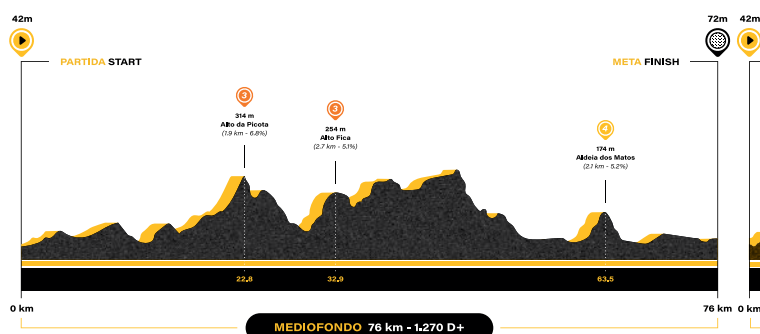 42m
72m
42m
PARTIDA START
META FINISH
3
314 m
Alto da Picota
(1.9 km - 6.8%)
3
254 m
Alto Fica
(2.7 km - 5.1%)
4
174 m
Aldeia dos Matos
(2.1 km - 5.2%)
22.8
32.9
63.5
0 km
76 km
0 km
MEDIOFONDO 76 km - 1.270 D+